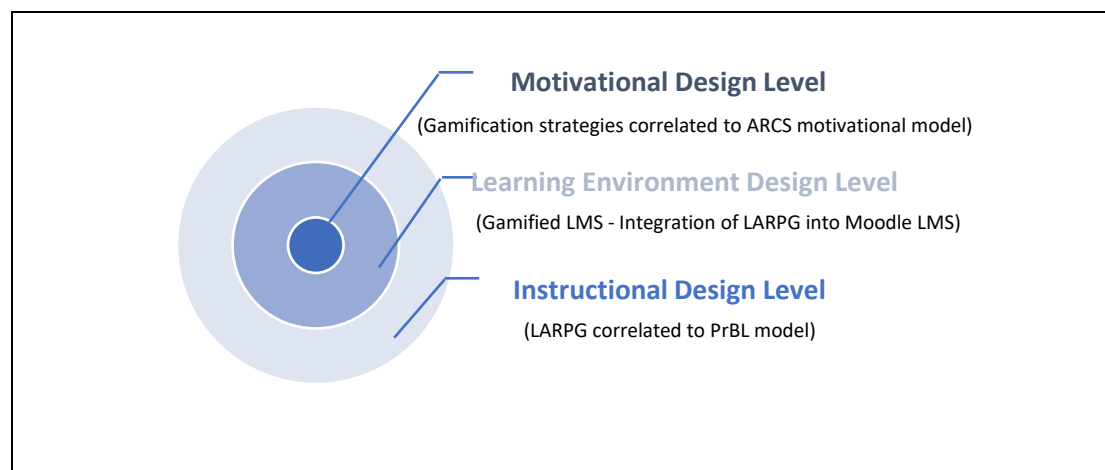 Motivational Design Level
(Gamification strategies correlated to ARCS motivational model)
Learning Environment Design Level
(Gamified LMS - Integration of LARPG into Moodle LMS)
Instructional Design Level
(LARPG correlated to PrBL model)